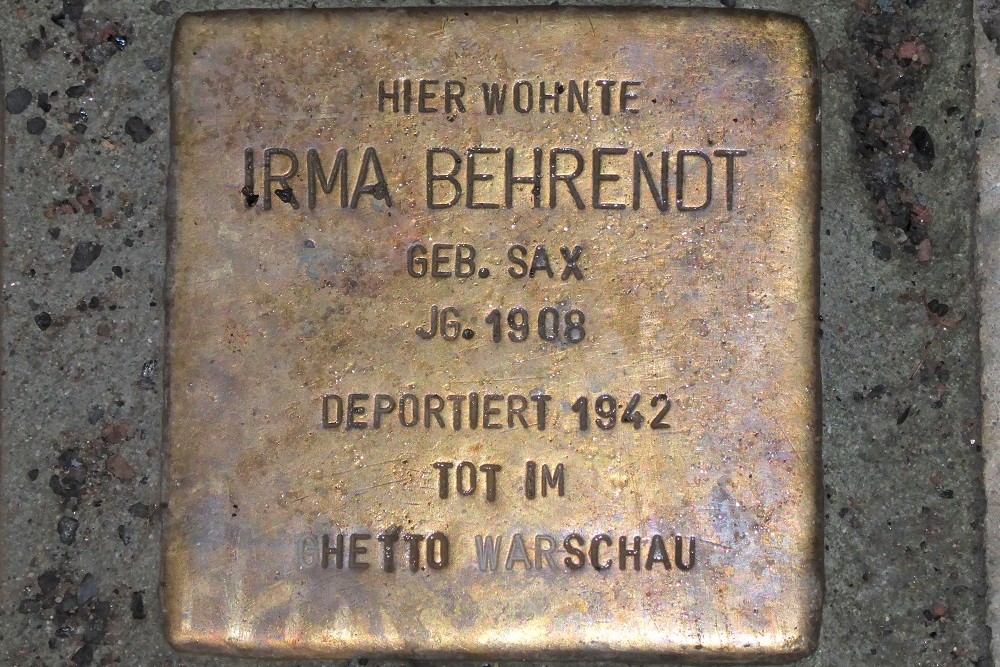 HIER WOHNTE
IRMA BEHRENDT
GEB. SAX
JG. 1908
DEPORTIERT 1942
TOT IM
GHETTO WARSCHAU